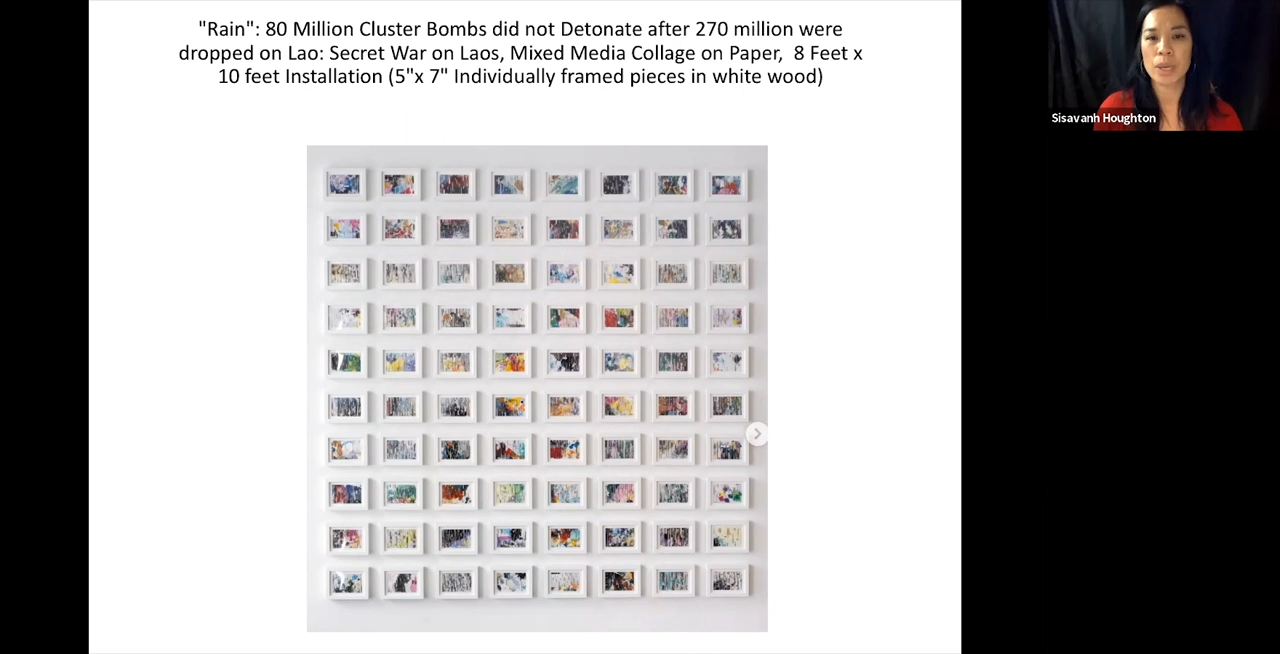 "Rain": 80 Million Cluster Bombs did not Detonate after 270 million were
dropped on Lao: Secret War on Laos, Mixed Media Collage on Paper,  8 Feet x
10 feet Installation (5"x 7" Individually framed pieces in white wood)
Sisavanh Houghton